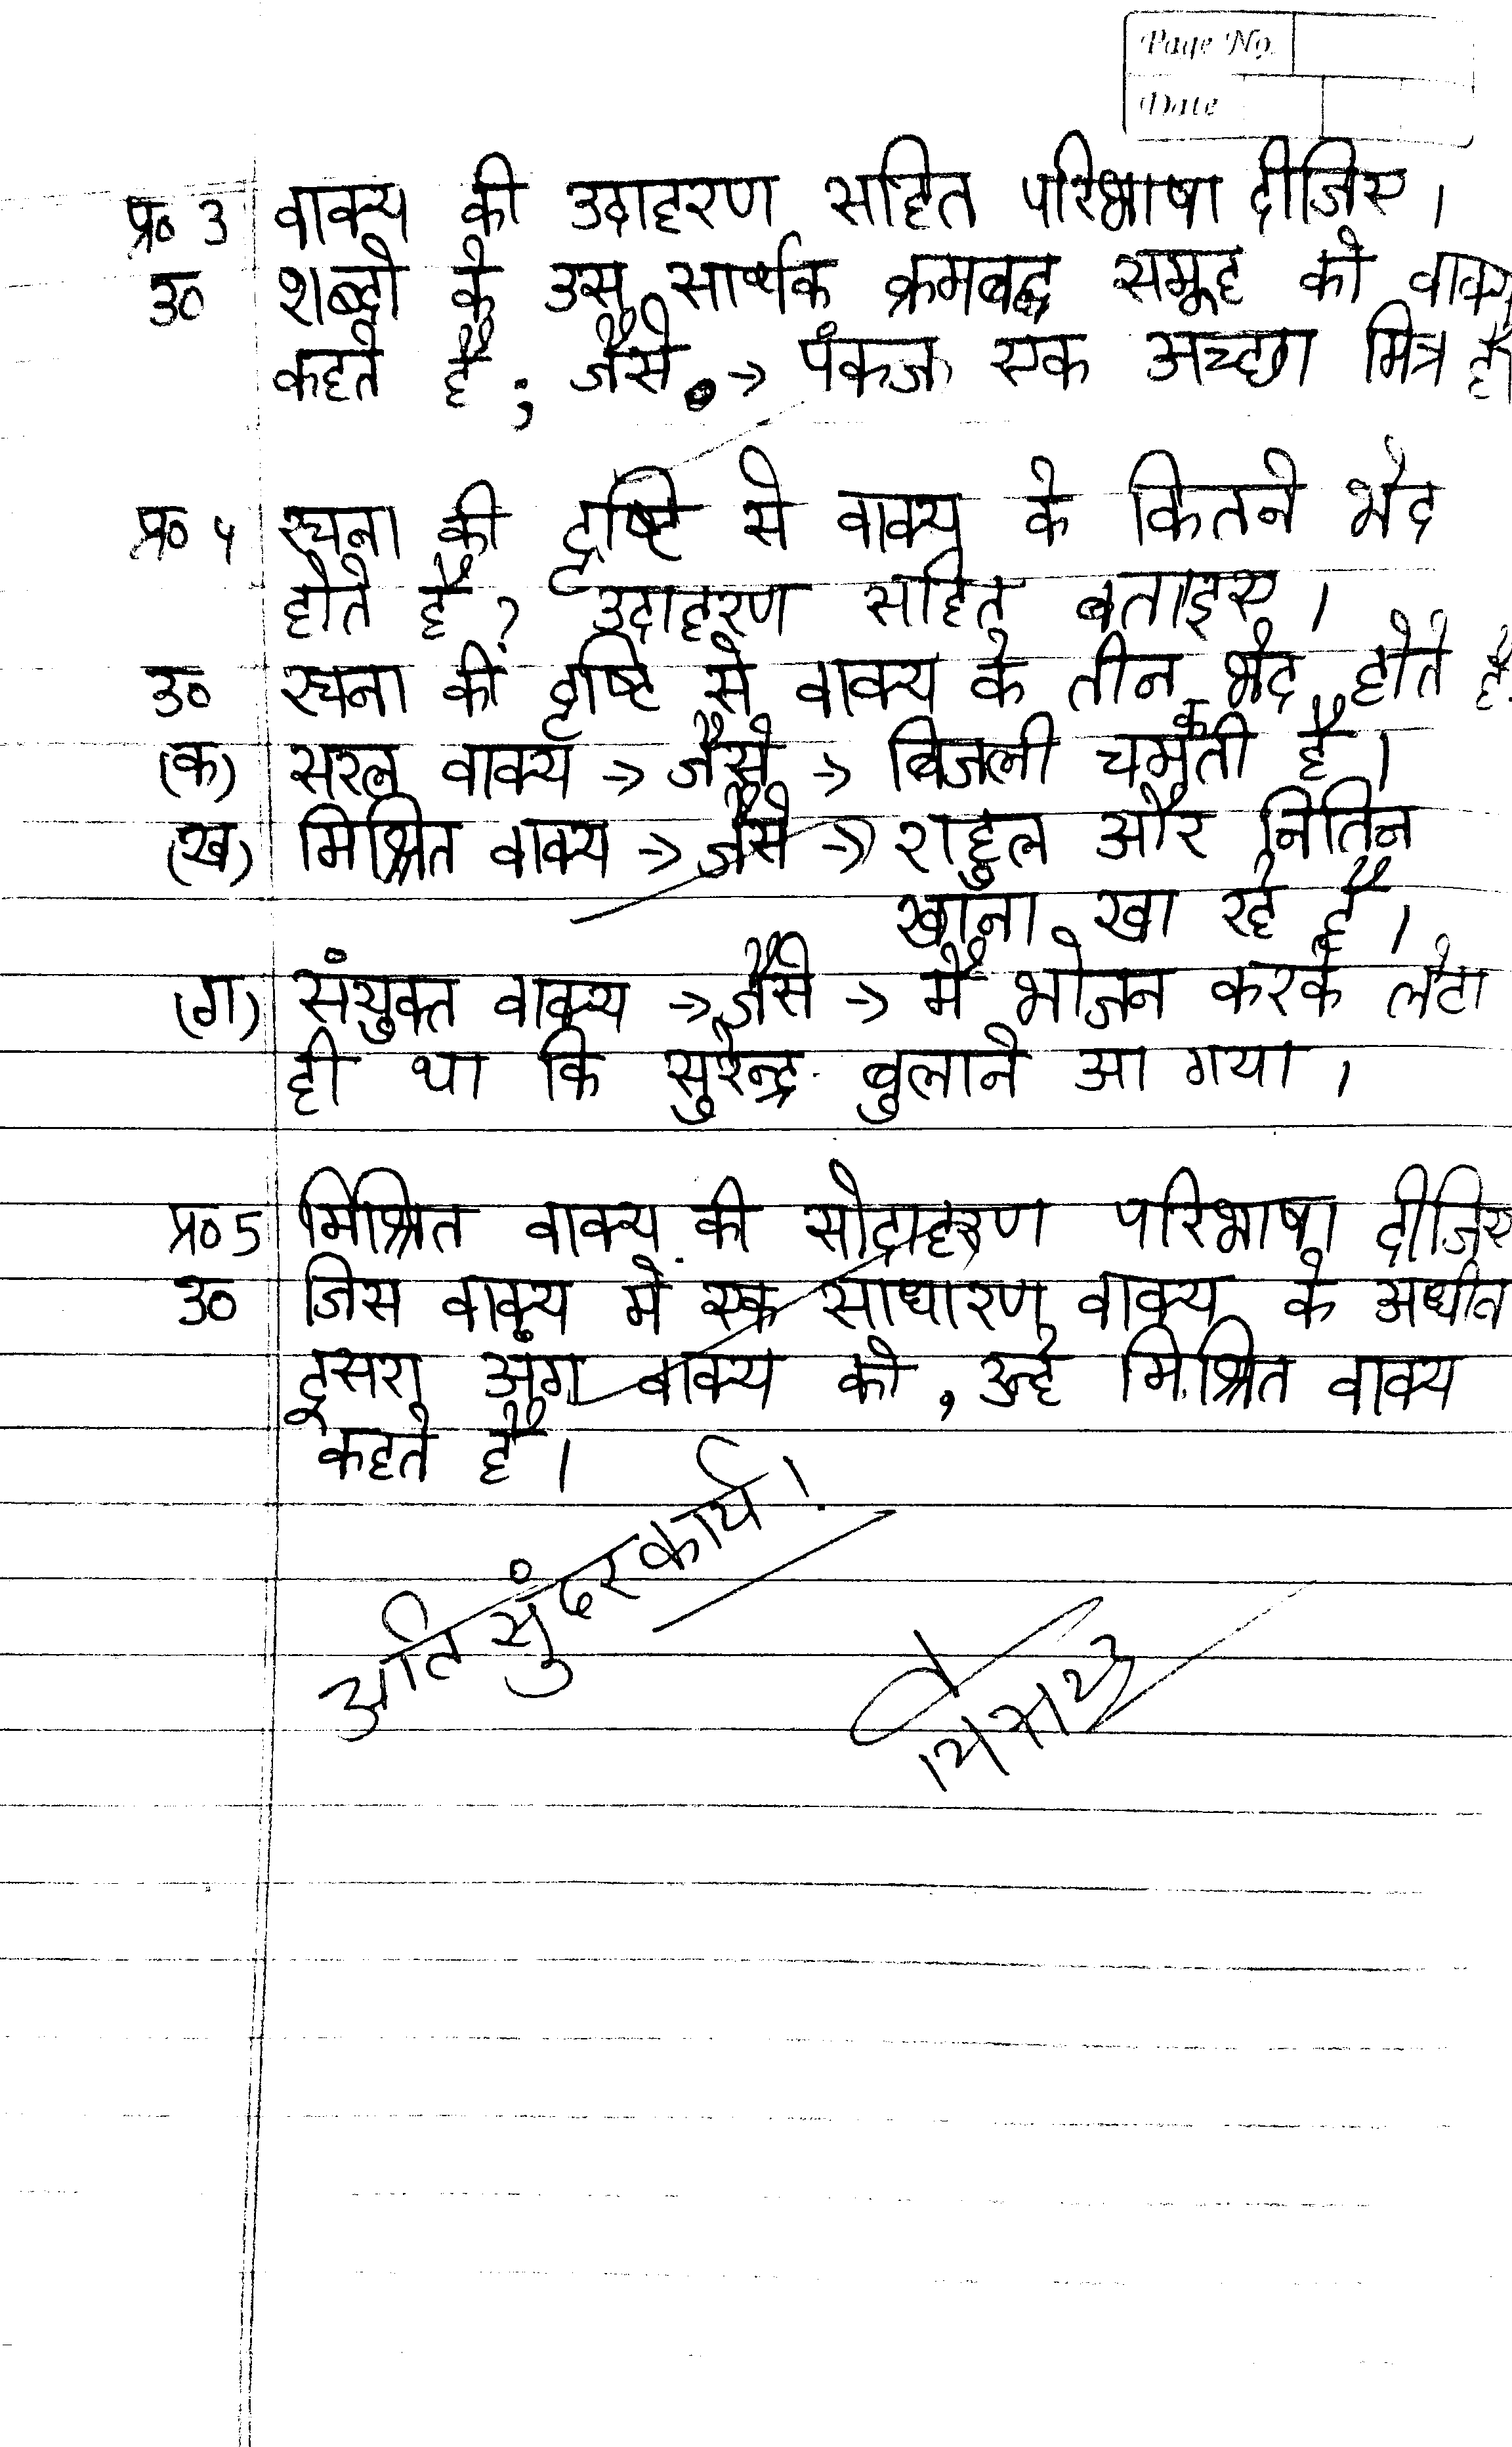 Page No.
Date
प्र० 3 वाक्य की उदाहरण सहित परिभाषा दीजिए।
उ० शब्दो के उस सार्थक क्रमबद्ध समूह को वाक्य
कहते हैं; जैसे → पंकज एक अच्छा मित्र है
प्र० 4 रचना की दृष्टि से वाक्य के कितने भेद
होते हैं? उदाहरण सहित बताइए।
उ० रचना की दृष्टि से वाक्य के तीन भेद होते है
(क) सरल वाक्य → जैसे → बिजली चमकती है।
(ख) मिश्रित वाक्य → जैसे → राहुल और नितिन
खाना खा रहे हैं।
(ग) संयुक्त वाक्य → जैसे → मैं भोजन करके लेटा
ही था कि सुरेन्द्र बुलाने आ गया।
प्र० 5 मिश्रित वाक्य की सोदाहरण परिभाषा दीजिए
उ० जिस वाक्य मे एक साधारण वाक्य के अधीन
दूसरा अंग वाक्य को, उन्हे मिश्रित वाक्य
कहते हैं।
अति सुंदर कार्य!